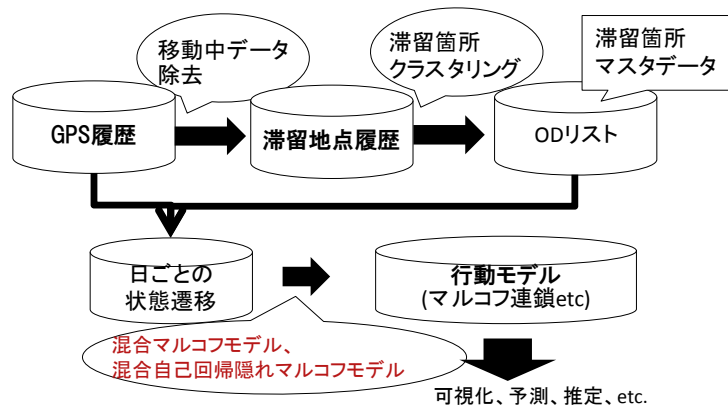 移動中データ
除去
滞留箇所
クラスタリング
滞留箇所
マスタデータ
GPS履歴
滞留地点履歴
ODリスト
日ごとの
状態遷移
行動モデル
(マルコフ連鎖etc)
混合マルコフモデル、
混合自己回帰隠れマルコフモデル
可視化、予測、推定、etc.